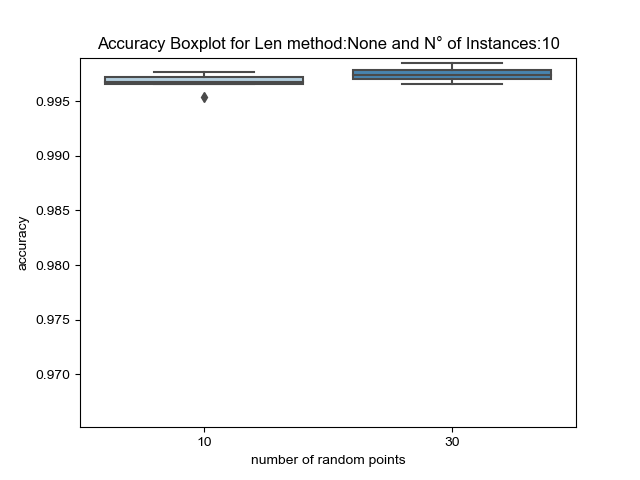 Accuracy Boxplot for Len method:None and N° of Instances:10
accuracy
0.995
0.990
0.985
0.980
0.975
0.970
10
30
number of random points